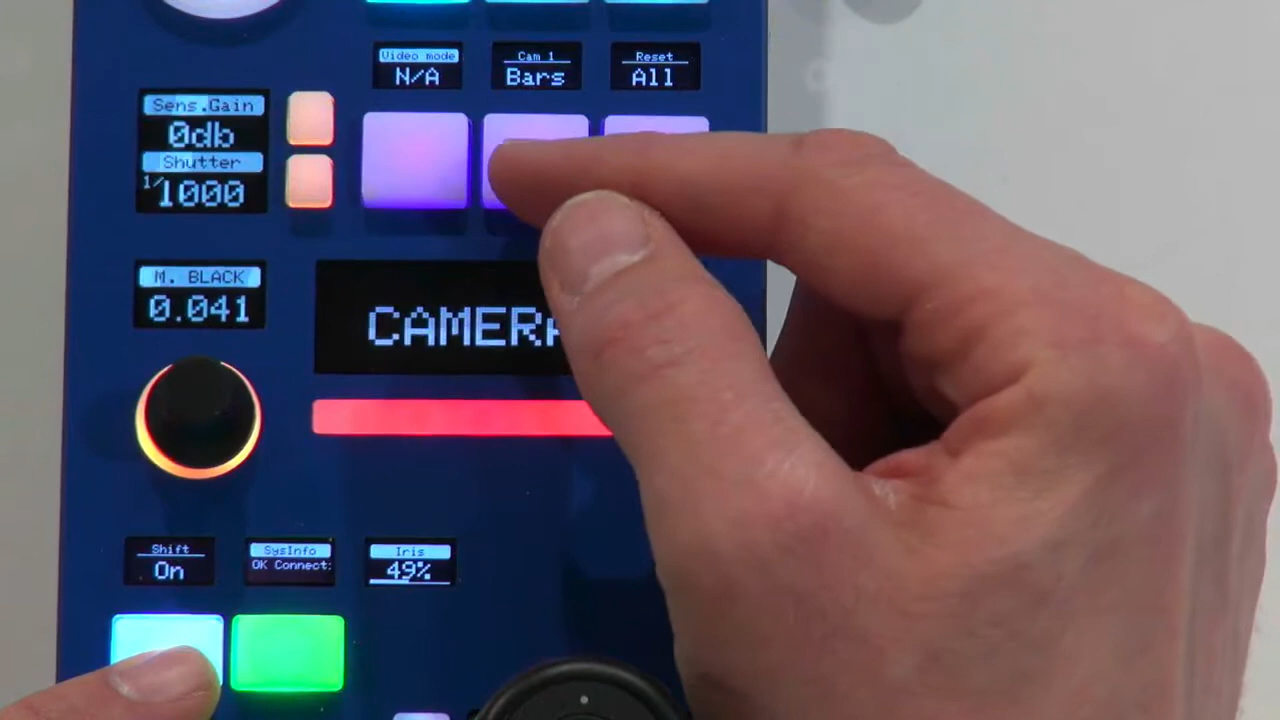 Video mode
N/A
Cam 1
Bars
Reset
All
Sens.Gain
0db
Shutter
1/1000
M. BLACK
0.041
CAMERA
Shift
On
SysInfo
OK Connect:
Iris
49%